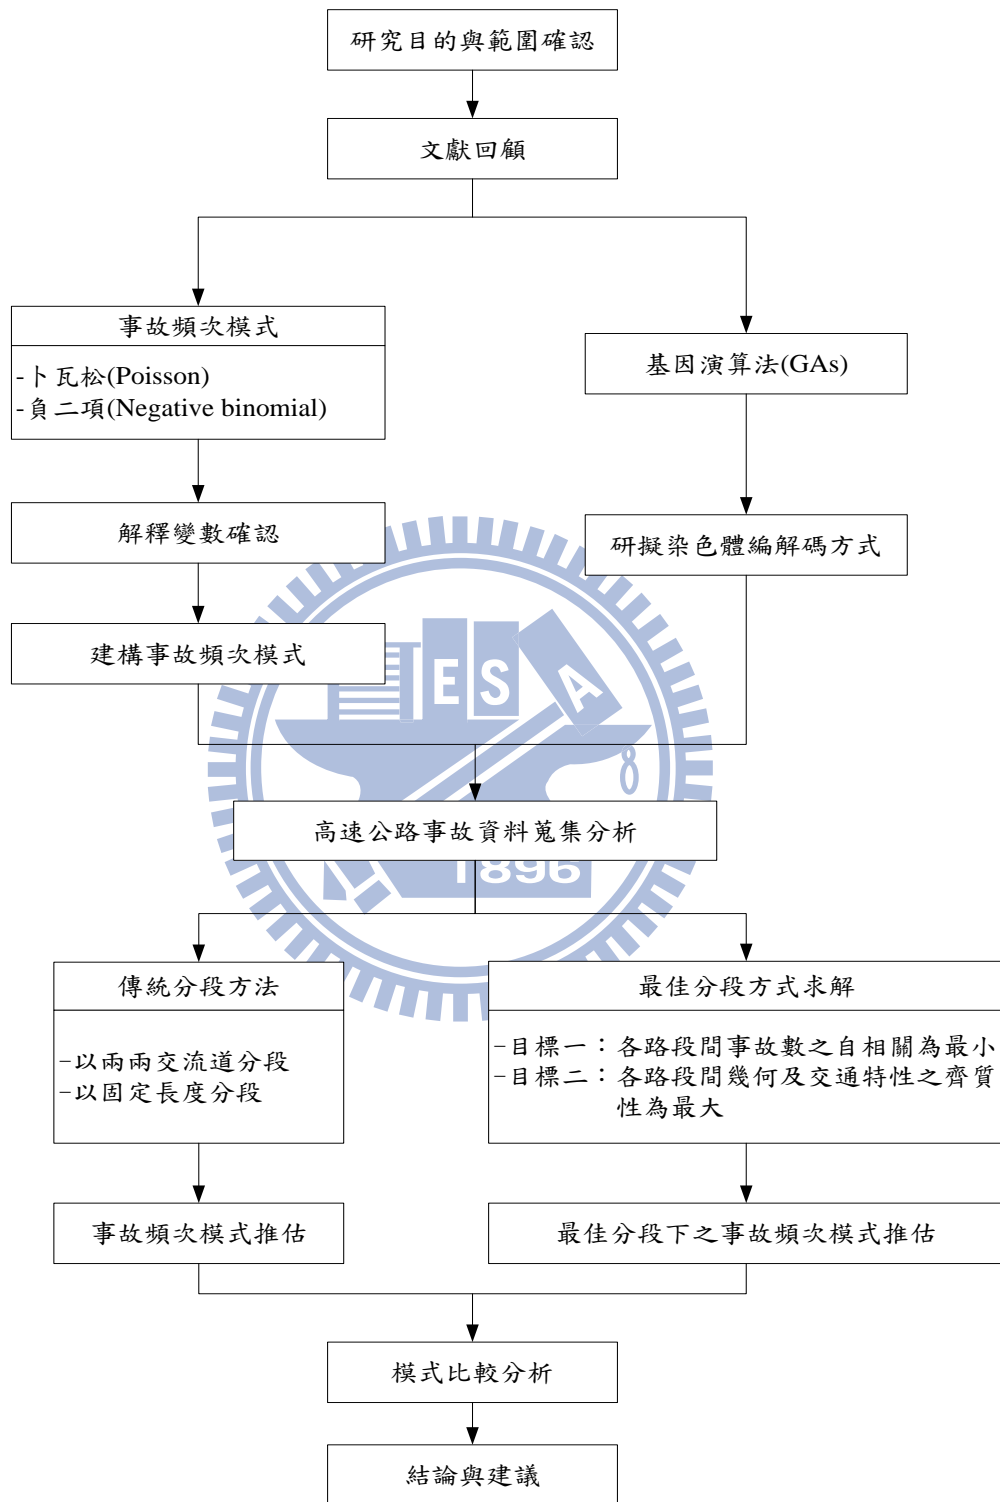 研究目的與範圍確認
文獻回顧
事故頻次模式
-卜瓦松(Poisson)
-負二項(Negative binomial)
基因演算法(GAs)
解釋變數確認
研擬染色體編解碼方式
建構事故頻次模式
E S A
8
高速公路事故資料蒐集分析
1896
傳統分段方法
-以兩兩交流道分段
-以固定長度分段
最佳分段方式求解
-目標一：各路段間事故數之自相關為最小
-目標二：各路段間幾何及交通特性之齊質
性為最大
事故頻次模式推估
最佳分段下之事故頻次模式推估
模式比較分析
結論與建議